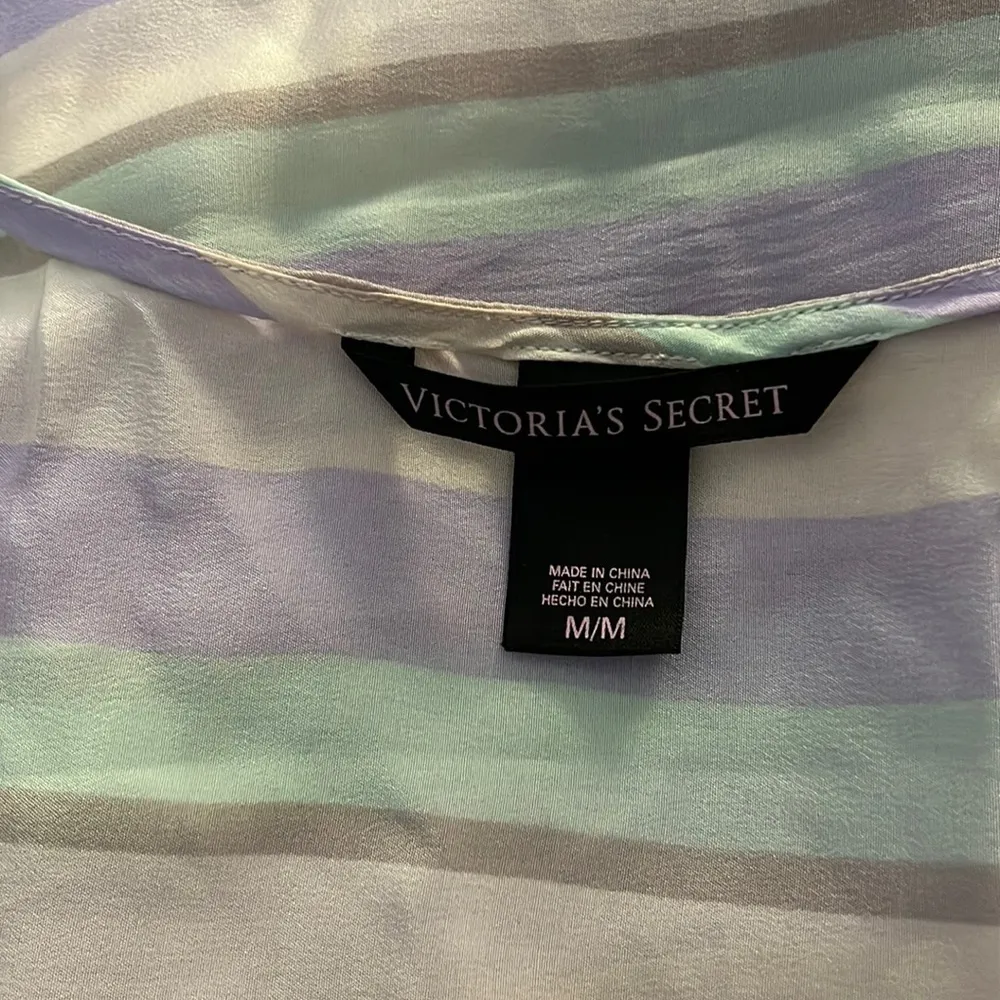 VICTORIA'S SECRET
MADE IN CHINA
FAIT EN CHINE
HECHO EN CHINA
M/M